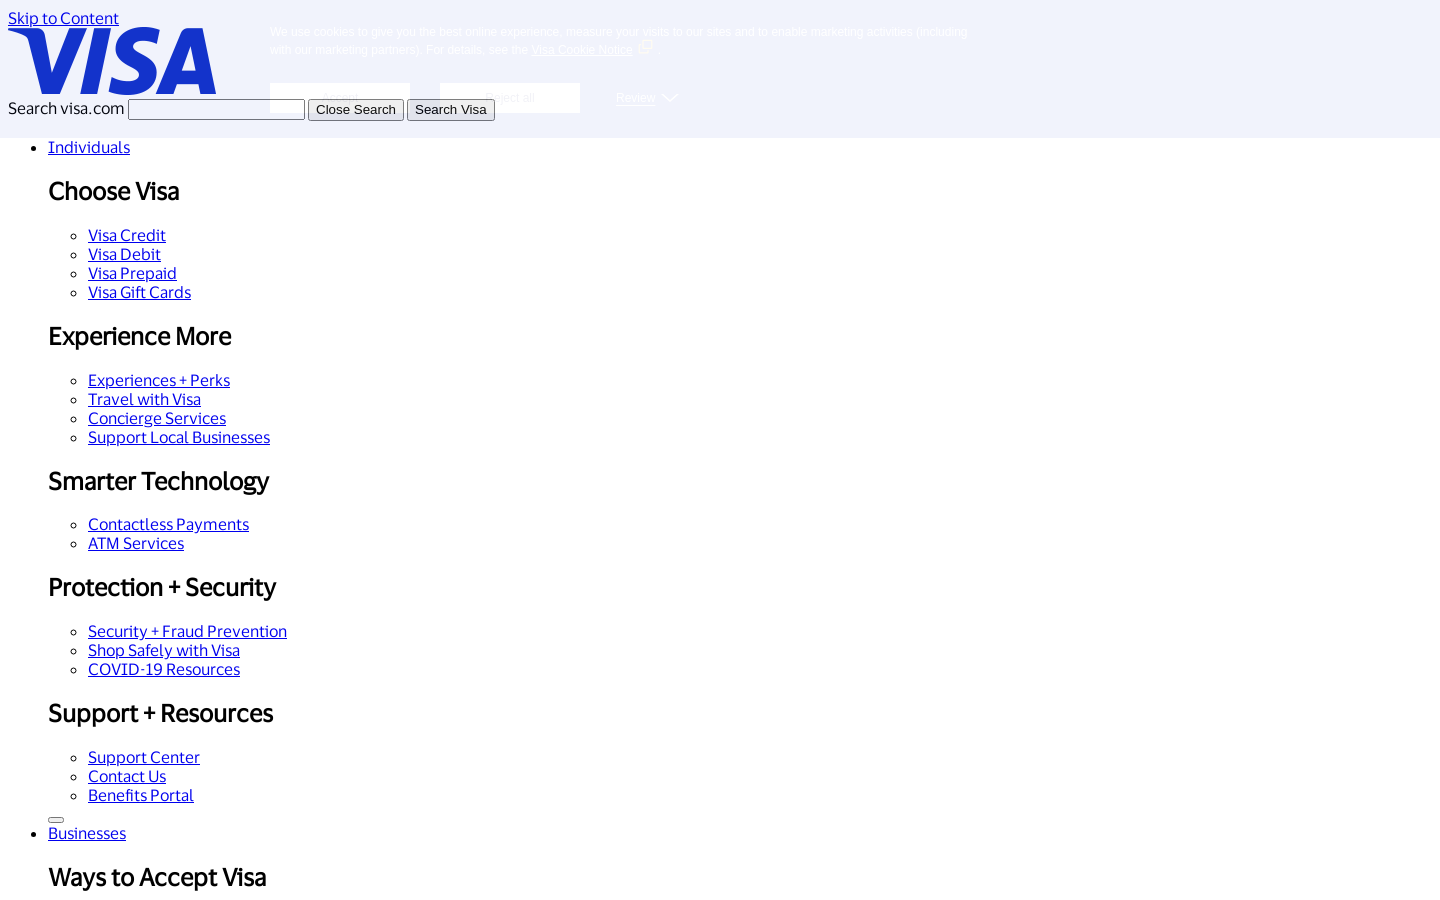 Skip to Content
VISA
We use cookies to give you the best online experience, measure your visits to our sites and to enable marketing activities (including
with our marketing partners). For details, see the Visa Cookie Notice
Accept
Reject all
Review
Search visa.com
Close Search
Search Visa
Individuals
Choose Visa
Visa Credit
Visa Debit
Visa Prepaid
Visa Gift Cards
Experience More
Experiences + Perks
Travel with Visa
Concierge Services
Support Local Businesses
Smarter Technology
Contactless Payments
ATM Services
Protection + Security
Security + Fraud Prevention
Shop Safely with Visa
COVID-19 Resources
Support + Resources
Support Center
Contact Us
Benefits Portal
Businesses
Ways to Accept Visa